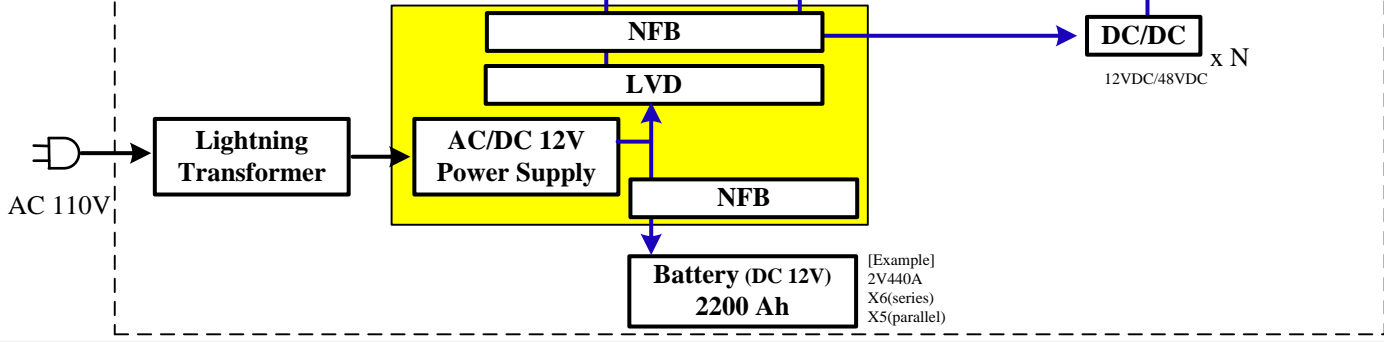 NFB
DC/DC
x N
12VDC/48VDC
LVD
AC 110V
Lightning
Transformer
AC/DC 12V
Power Supply
NFB
Battery (DC 12V)
2200 Ah
[Example]
2V440A
X6(series)
X5(parallel)